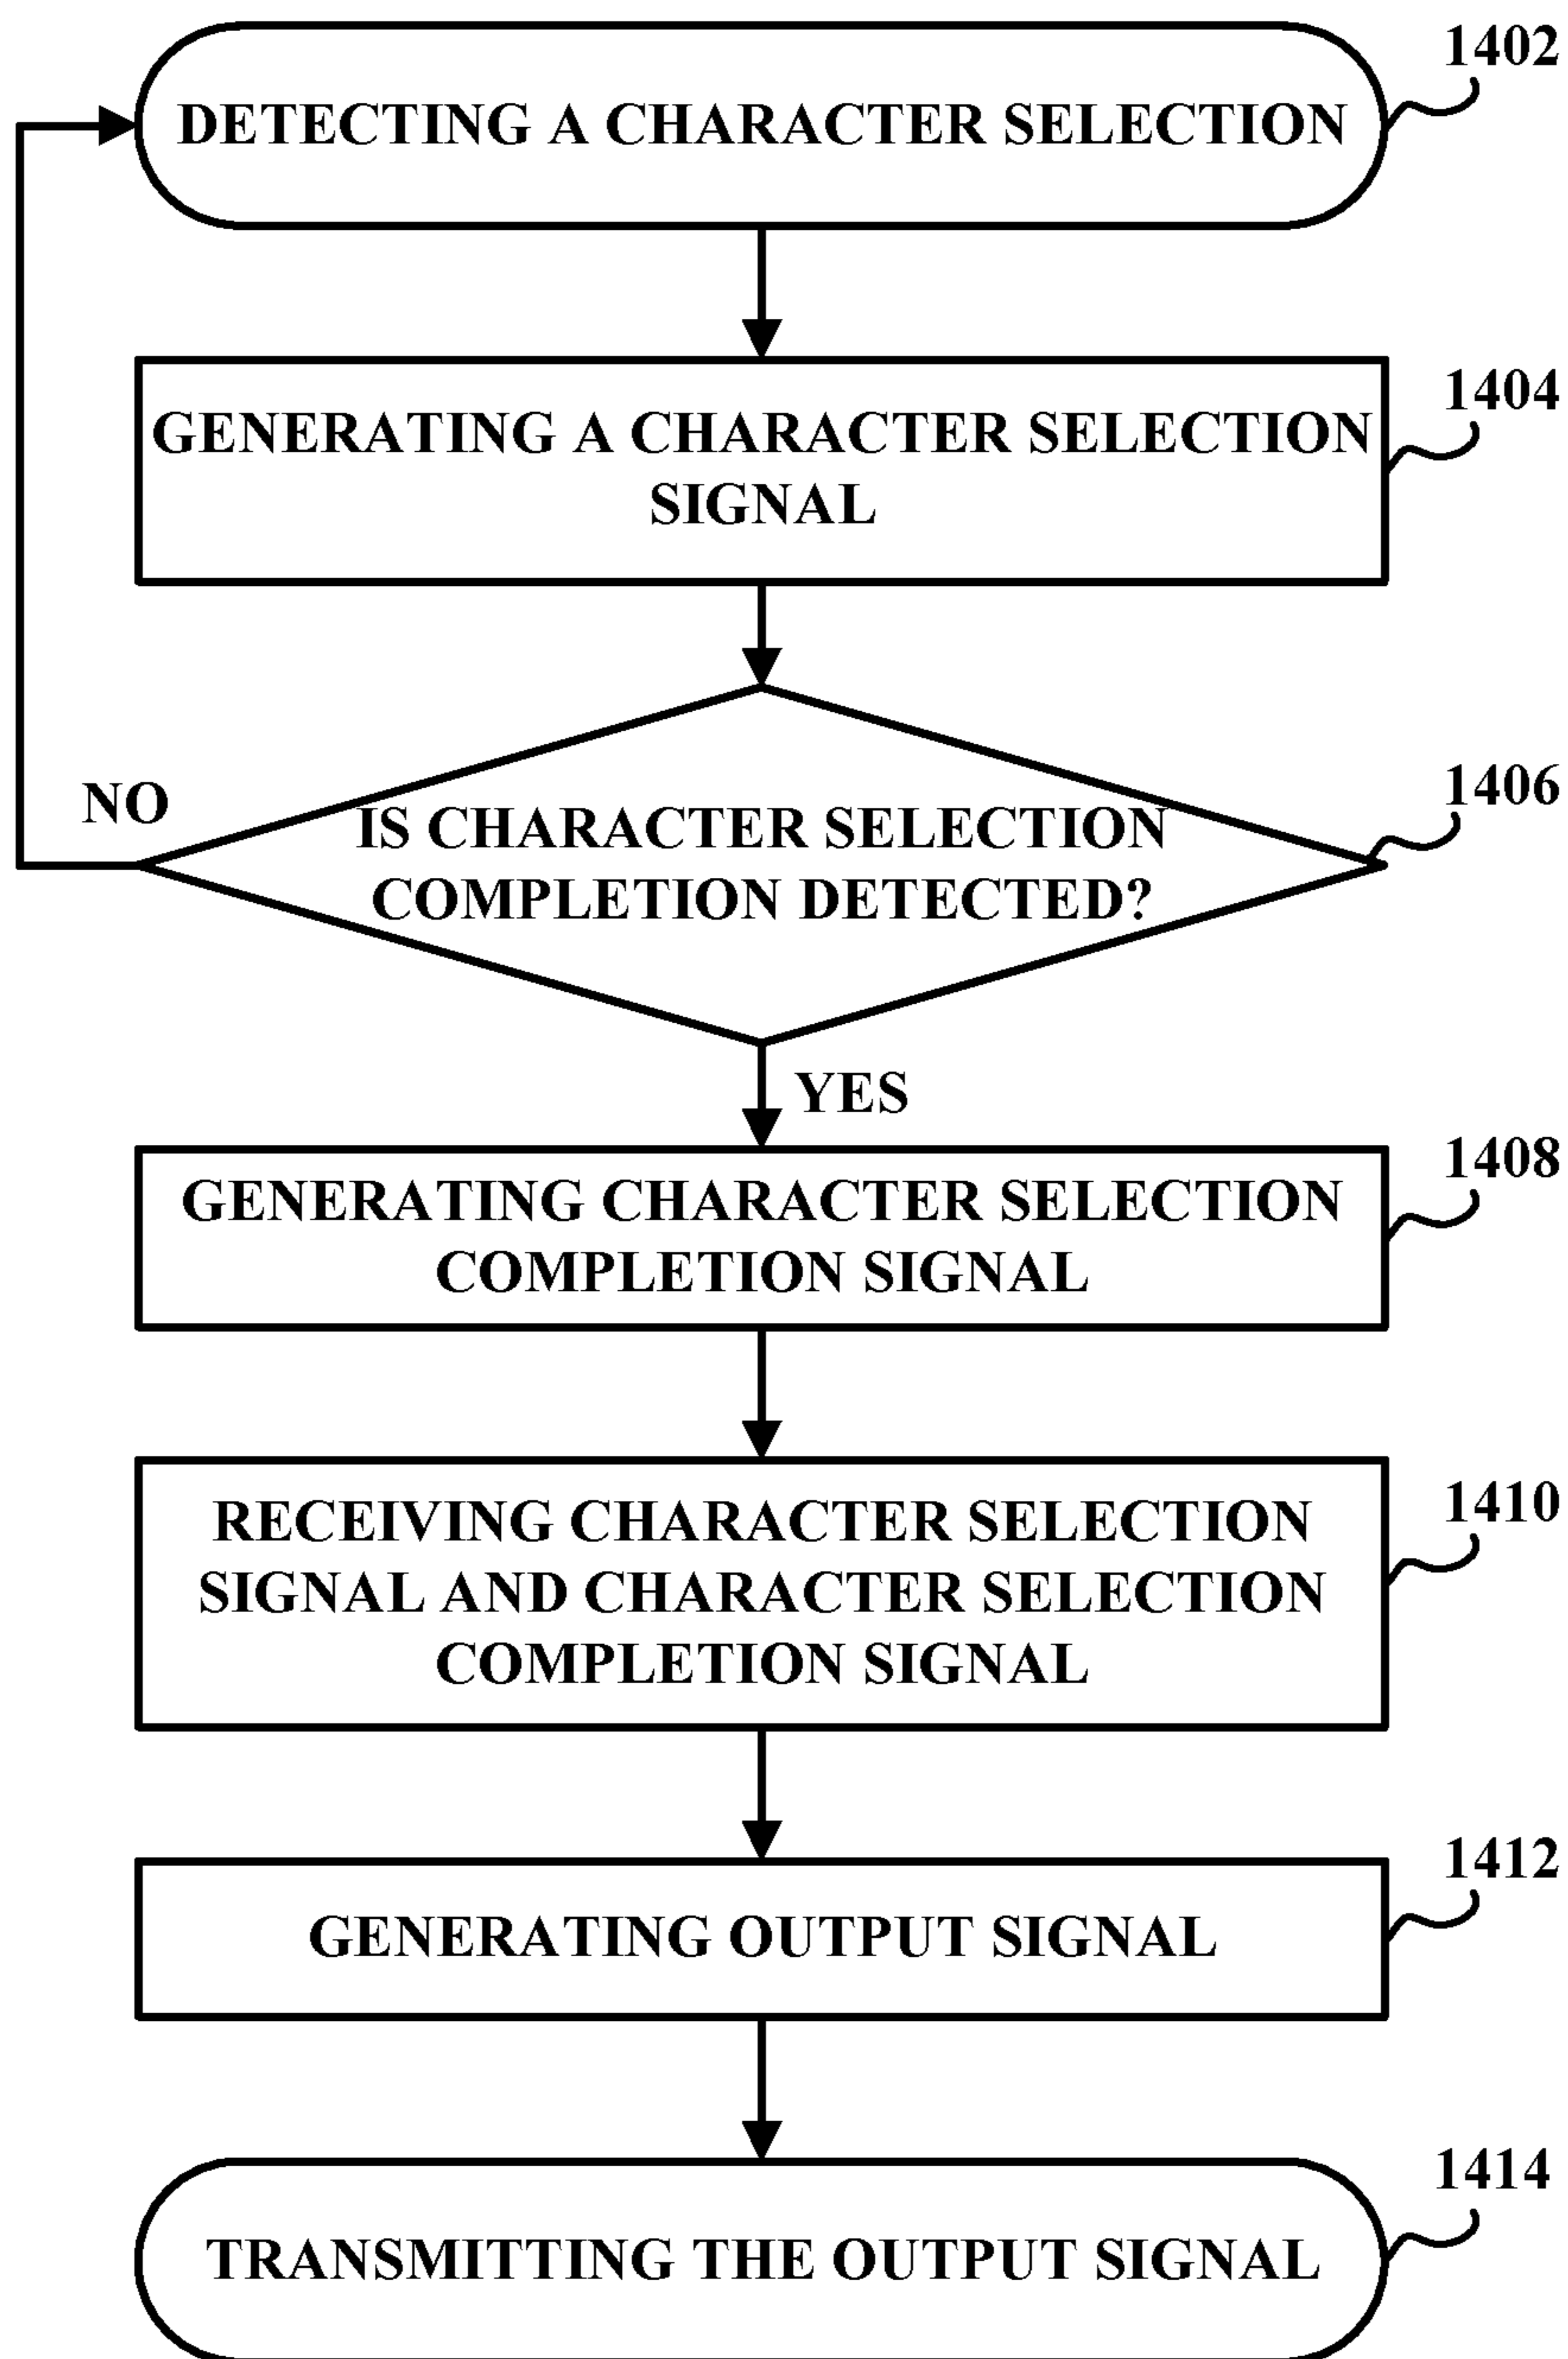 1402
DETECTING A CHARACTER SELECTION
1404
GENERATING A CHARACTER SELECTION
SIGNAL
1406
NO
IS CHARACTER SELECTION
COMPLETION DETECTED?
YES
1408
GENERATING CHARACTER SELECTION
COMPLETION SIGNAL
1410
RECEIVING CHARACTER SELECTION
SIGNAL AND CHARACTER SELECTION
COMPLETION SIGNAL
1412
GENERATING OUTPUT SIGNAL
1414
TRANSMITTING THE OUTPUT SIGNAL